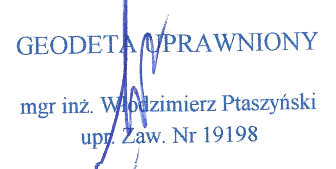 GEODETA UPRAWNIONY
mgr inż. Włodzimierz Ptaszyński
upr. Zaw. Nr 19198